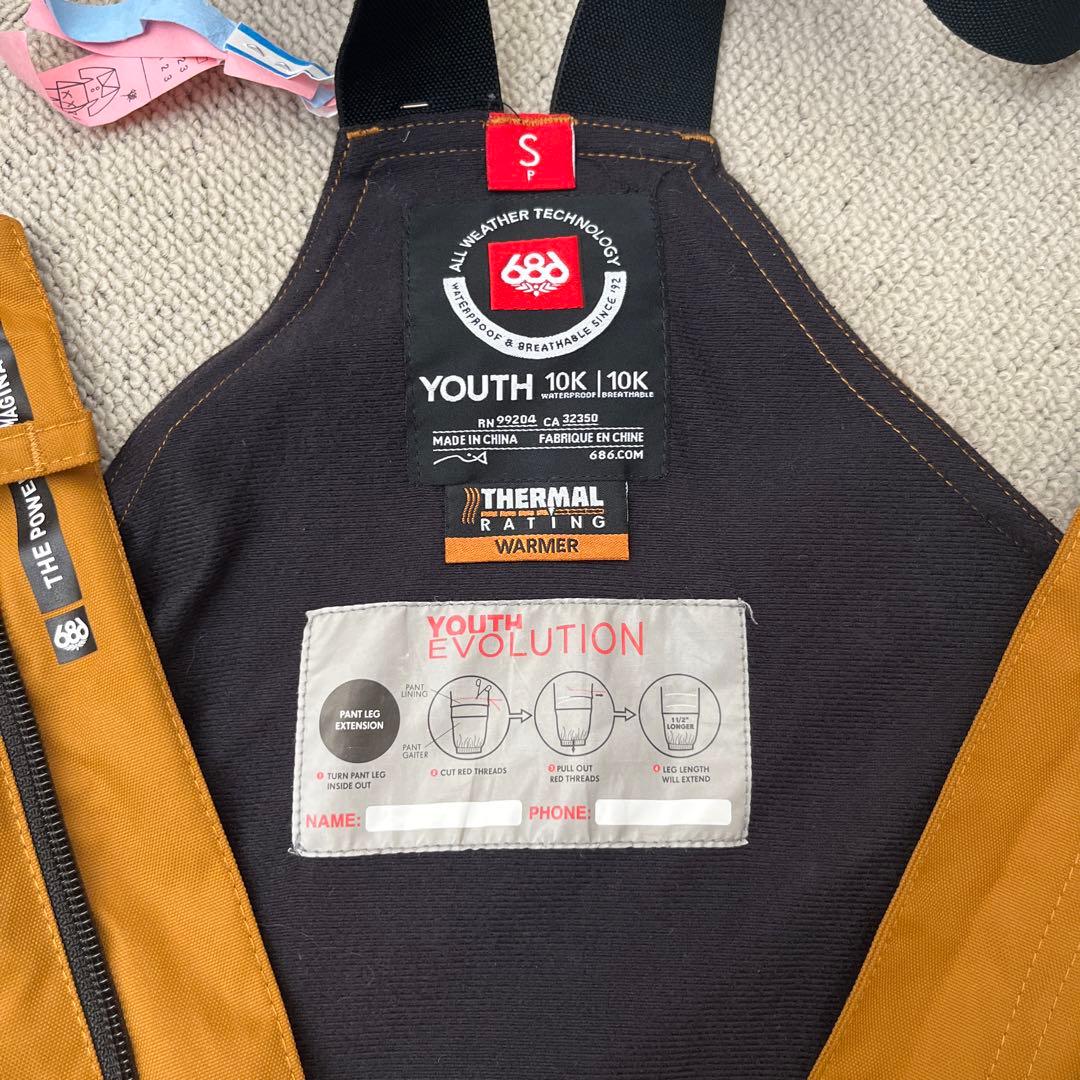 S
P
ALL WEATHER TECHNOLOGY
686
WATERPROOF & BREATHABLE SINCE '92
YOUTH 10K | 10K
WATERPROOF BREATHABLE
RN 99204 CA 32350
MADE IN CHINA FABRIQUE EN CHINE
686.COM
THERMAL
RATING
WARMER
YOUTH
EVOLUTION
PANT LEG
EXTENSION
PANT
LINING
PANT
GAITER
1 1/2"
LONGER
1 TURN PANT LEG
INSIDE OUT
2 CUT RED THREADS
3 PULL OUT
RED THREADS
4 LEG LENGTH
WILL EXTEND
NAME: PHONE:
THE POWE
686